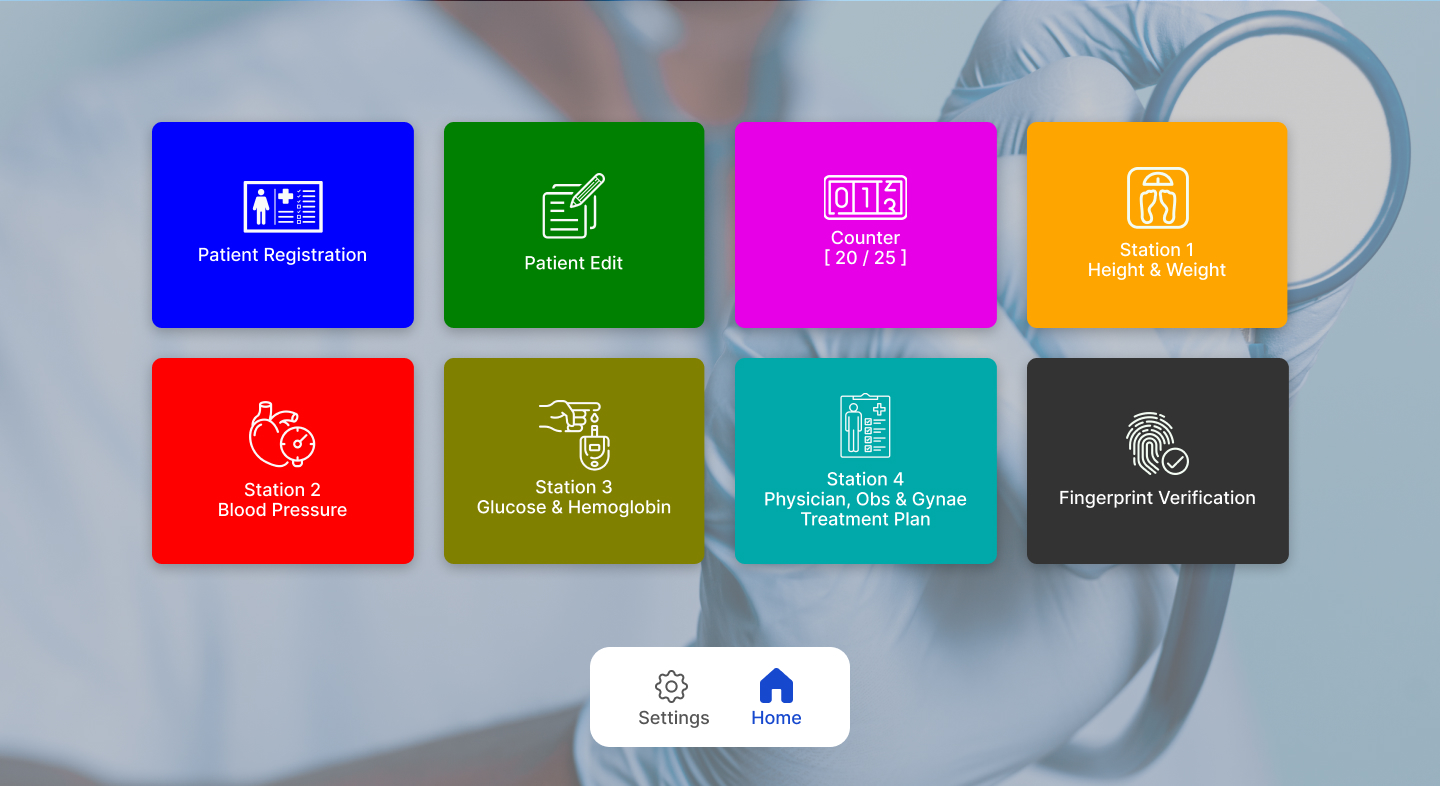 Patient Registration
Patient Edit
012
3
Counter
[ 20 / 25 ]
Station 1
Height & Weight
Station 2
Blood Pressure
Station 3
Glucose & Hemoglobin
Station 4
Physician, Obs & Gynae
Treatment Plan
Fingerprint Verification
Settings
Home